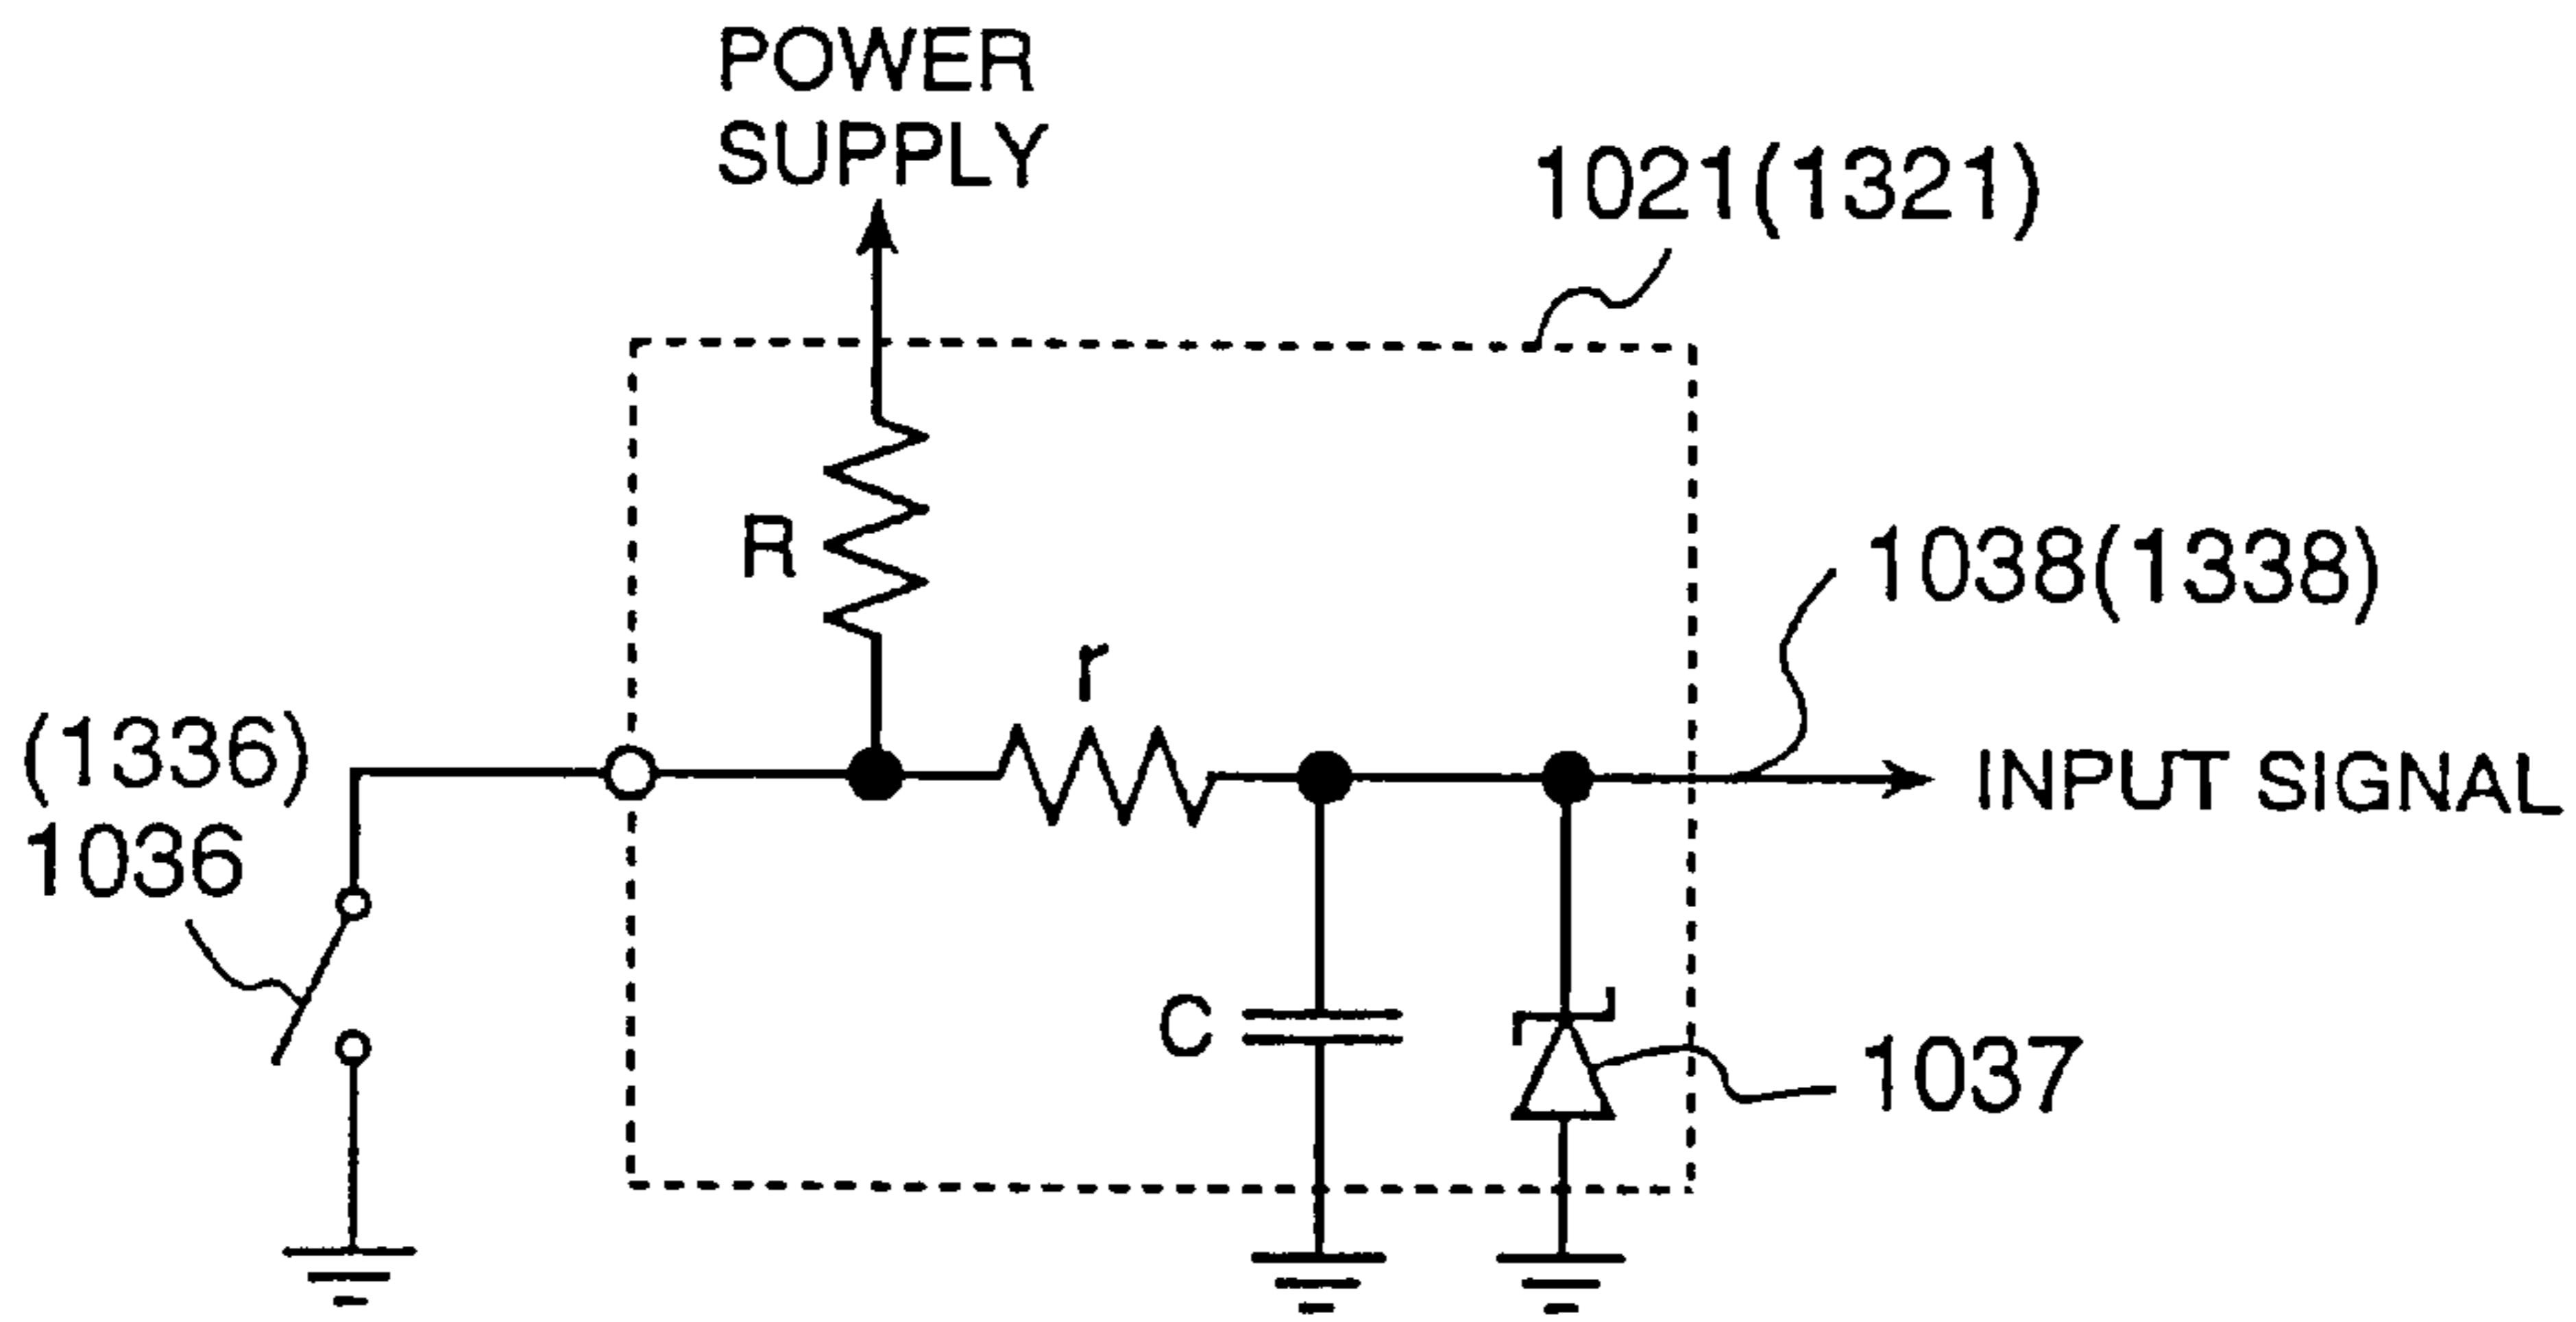 POWER
SUPPLY
1021(1321)
R
1038(1338)
r
(1336)
1036
INPUT SIGNAL
C
1037